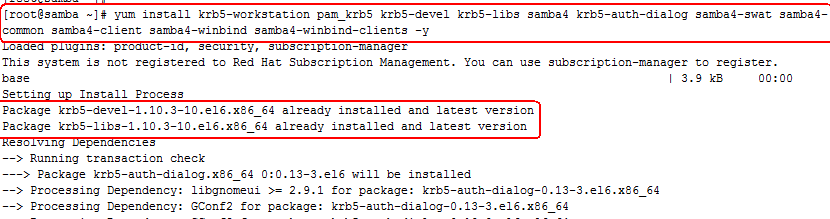 [root@samba ~]# yum install krb5-workstation pam_krb5 krb5-devel krb5-libs samba4 krb5-auth-dialog samba4-swat samba4-
common samba4-client samba4-winbind samba4-winbind-clients -y
Loaded plugins: product-id, security, subscription-manager
This system is not registered to Red Hat Subscription Management. You can use subscription-manager to register.
base | 3.9 kB 00:00
Setting up Install Process
Package krb5-devel-1.10.3-10.el6.x86_64 already installed and latest version
Package krb5-libs-1.10.3-10.el6.x86_64 already installed and latest version
Resolving Dependencies
--> Running transaction check
---> Package krb5-auth-dialog.x86_64 0:0.13-3.el6 will be installed
--> Processing Dependency: libgnomeui >= 2.9.1 for package: krb5-auth-dialog-0.13-3.el6.x86_64
--> Processing Dependency: GConf2 for package: krb5-auth-dialog-0.13-3.el6.x86_64